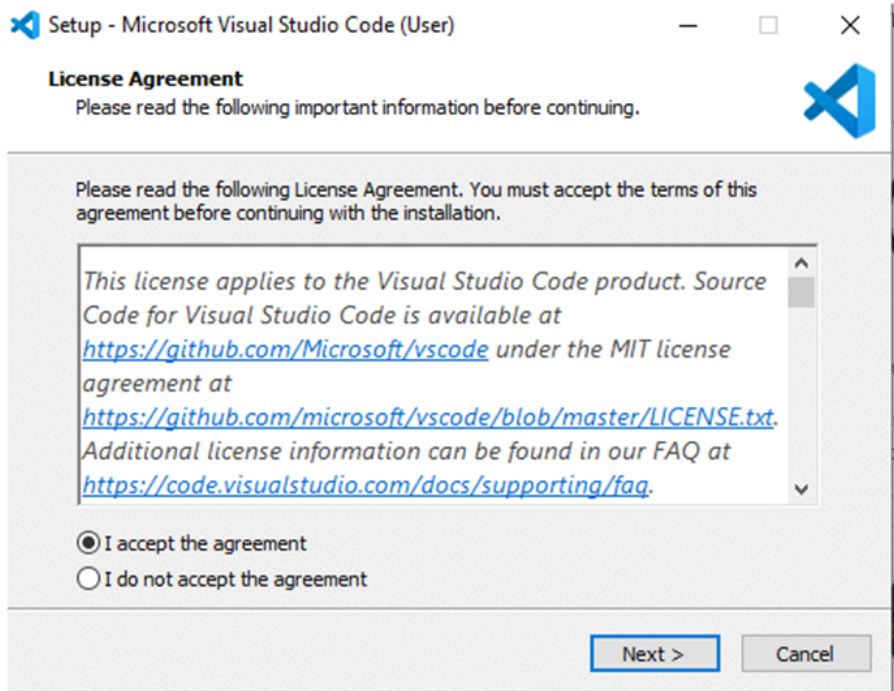 Setup - Microsoft Visual Studio Code (User)
License Agreement
Please read the following important information before continuing.
Please read the following License Agreement. You must accept the terms of this
agreement before continuing with the installation.
This license applies to the Visual Studio Code product. Source
Code for Visual Studio Code is available at
https://github.com/Microsoft/vscode under the MIT license
agreement at
https://github.com/microsoft/vscode/blob/master/LICENSE.txt.
Additional license information can be found in our FAQ at
https://code.visualstudio.com/docs/supporting/faq.
I accept the agreement
I do not accept the agreement
Next >
Cancel